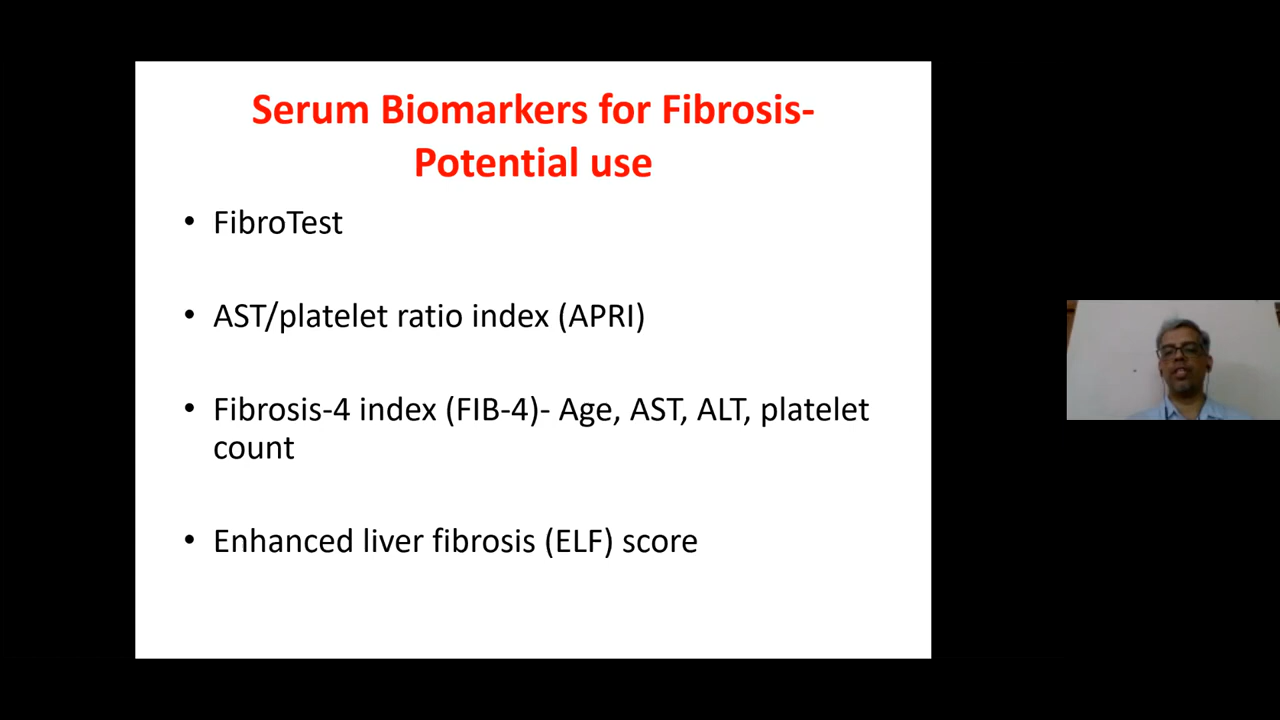 Serum Biomarkers for Fibrosis-
Potential use
• FibroTest
• AST/platelet ratio index (APRI)
• Fibrosis-4 index (FIB-4)- Age, AST, ALT, platelet
count
• Enhanced liver fibrosis (ELF) score